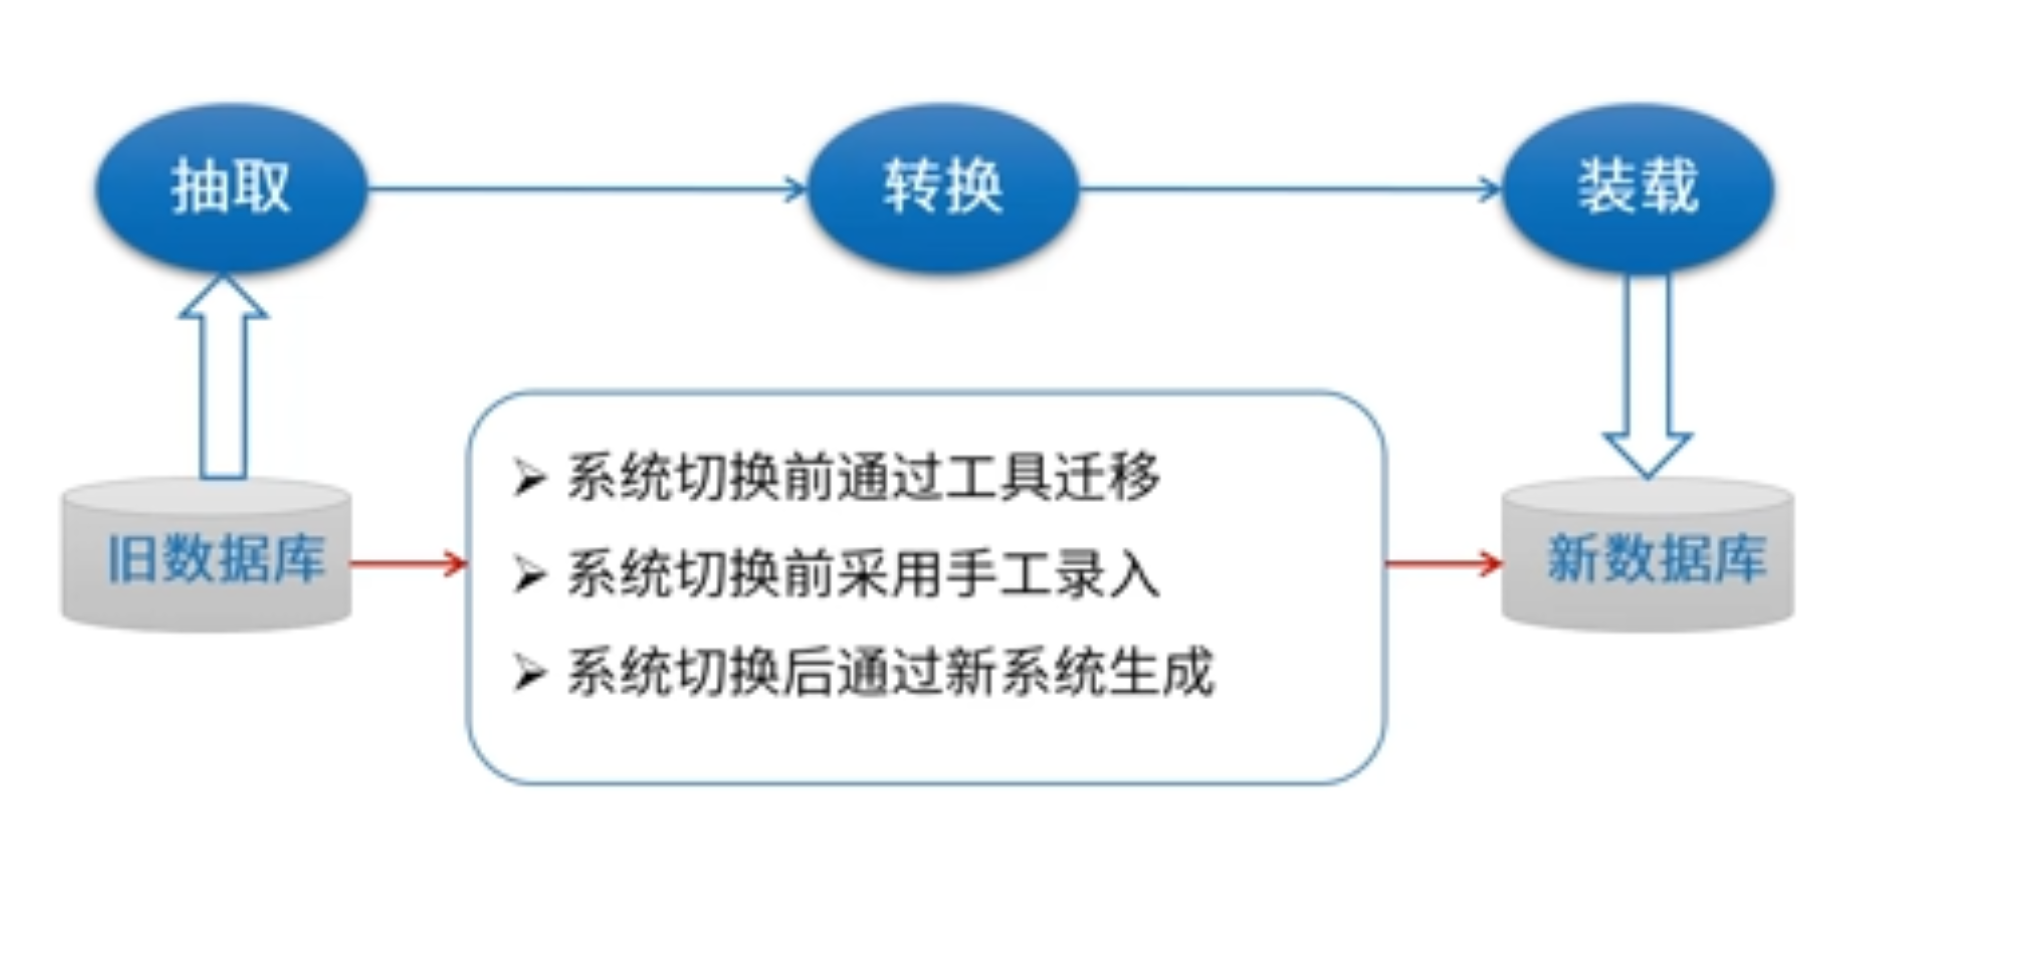 抽取
转换
装载
系统切换前通过工具迁移
旧数据库
系统切换前采用手工录入
新数据库
系统切换后通过新系统生成